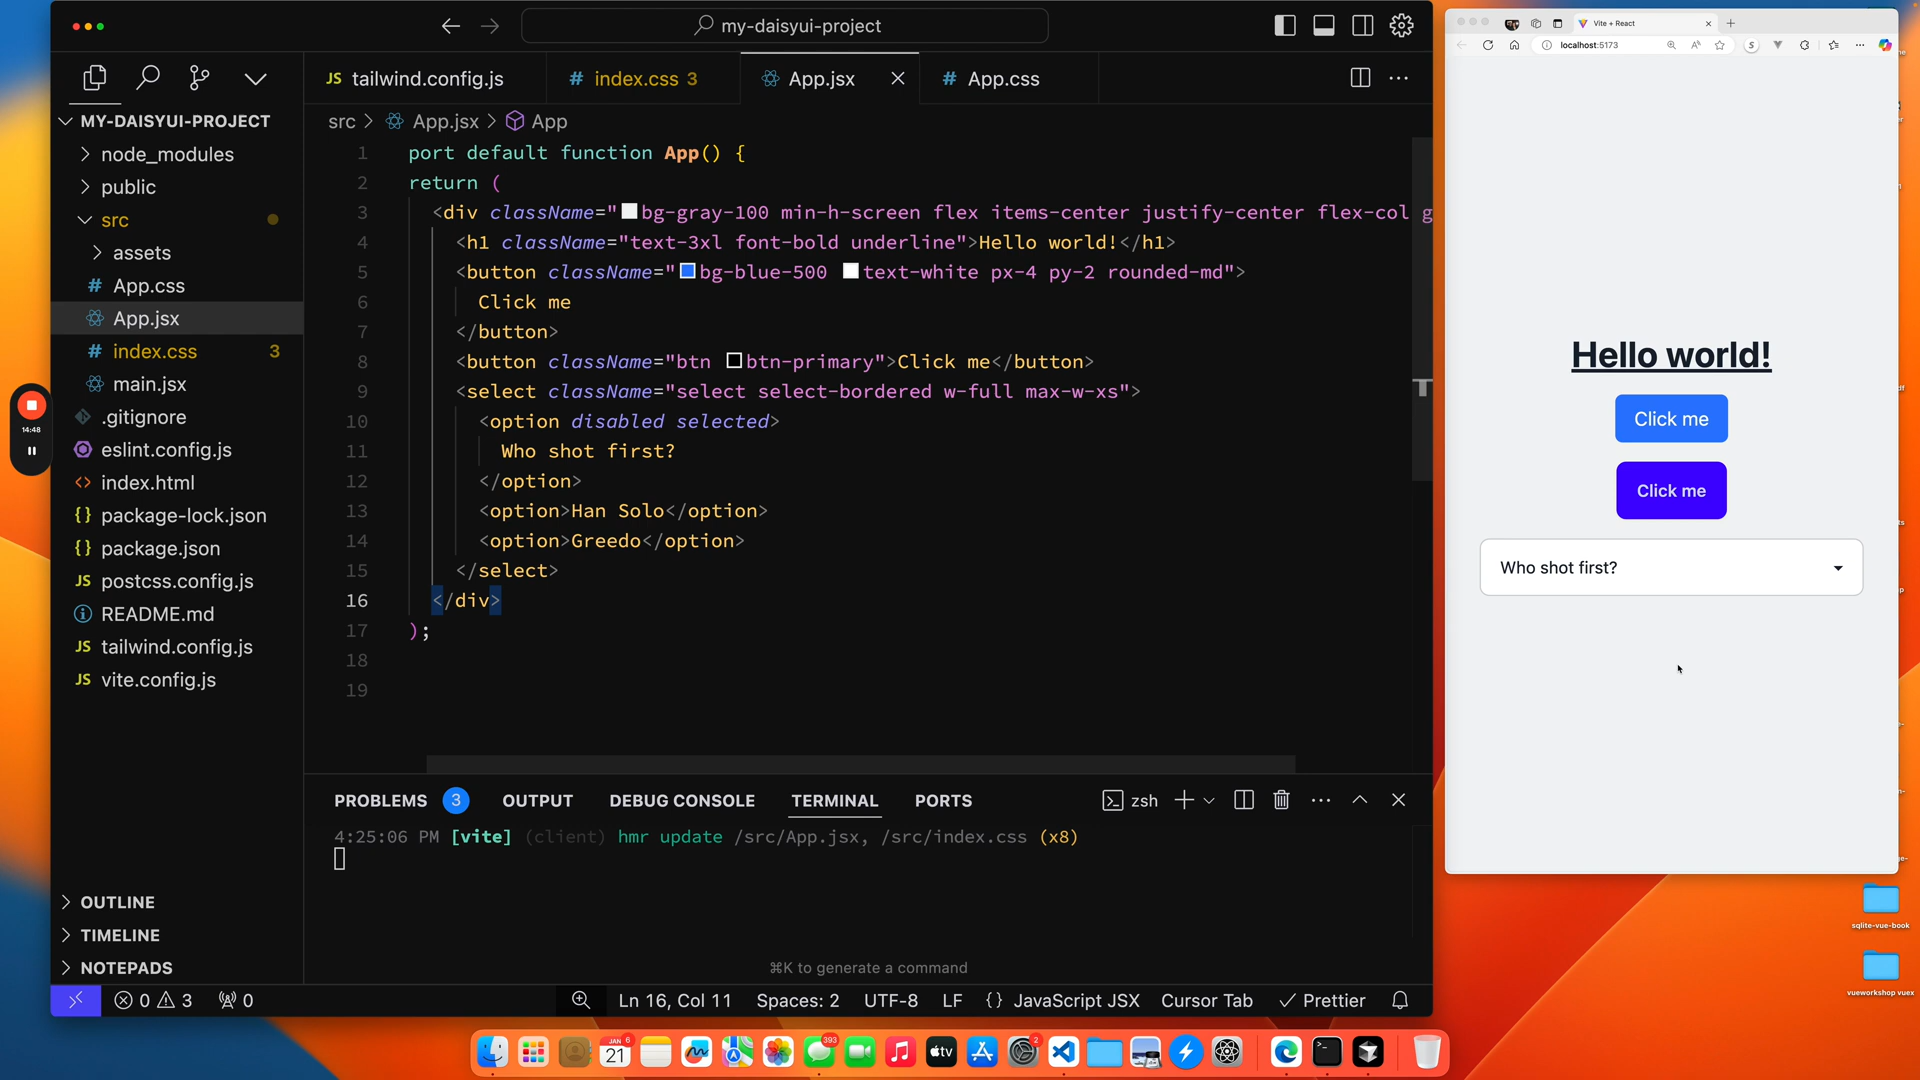 my-daisyui-project
JS tailwind.config.js
# index.css 3
App.jsx
# App.css
MY-DAISYUI-PROJECT
node_modules
public
src
assets
# App.css
App.jsx
# index.css 3
main.jsx
.gitignore
eslint.config.js
<> index.html
{} package-lock.json
{} package.json
JS postcss.config.js
README.md
JS tailwind.config.js
JS vite.config.js
OUTLINE
TIMELINE
NOTEPADS
14:48
src > App.jsx > App
1 port default function App() {
2 return (
3 <div className="bg-gray-100 min-h-screen flex items-center justify-center flex-col g
4 <h1 className="text-3xl font-bold underline">Hello world!</h1>
5 <button className="bg-blue-500 text-white px-4 py-2 rounded-md">
6 Click me
7 </button>
8 <button className="btn btn-primary">Click me</button>
9 <select className="select select-bordered w-full max-w-xs">
10 <option disabled selected>
11 Who shot first?
12 </option>
13 <option>Han Solo</option>
14 <option>Greedo</option>
15 </select>
16 </div>
17 );
18
19
PROBLEMS 3 OUTPUT DEBUG CONSOLE TERMINAL PORTS
zsh
4:25:06 PM [vite] (client) hmr update /src/App.jsx, /src/index.css (x8)
⌘K to generate a command
0 3 0
Ln 16, Col 11 Spaces: 2 UTF-8 LF {} JavaScript JSX Cursor Tab Prettier
Vite + React
localhost:5173
Hello world!
Click me
Click me
Who shot first?
sqlite-vue-book
vueworkshop vuex
JAN 6
21
393
tv
2